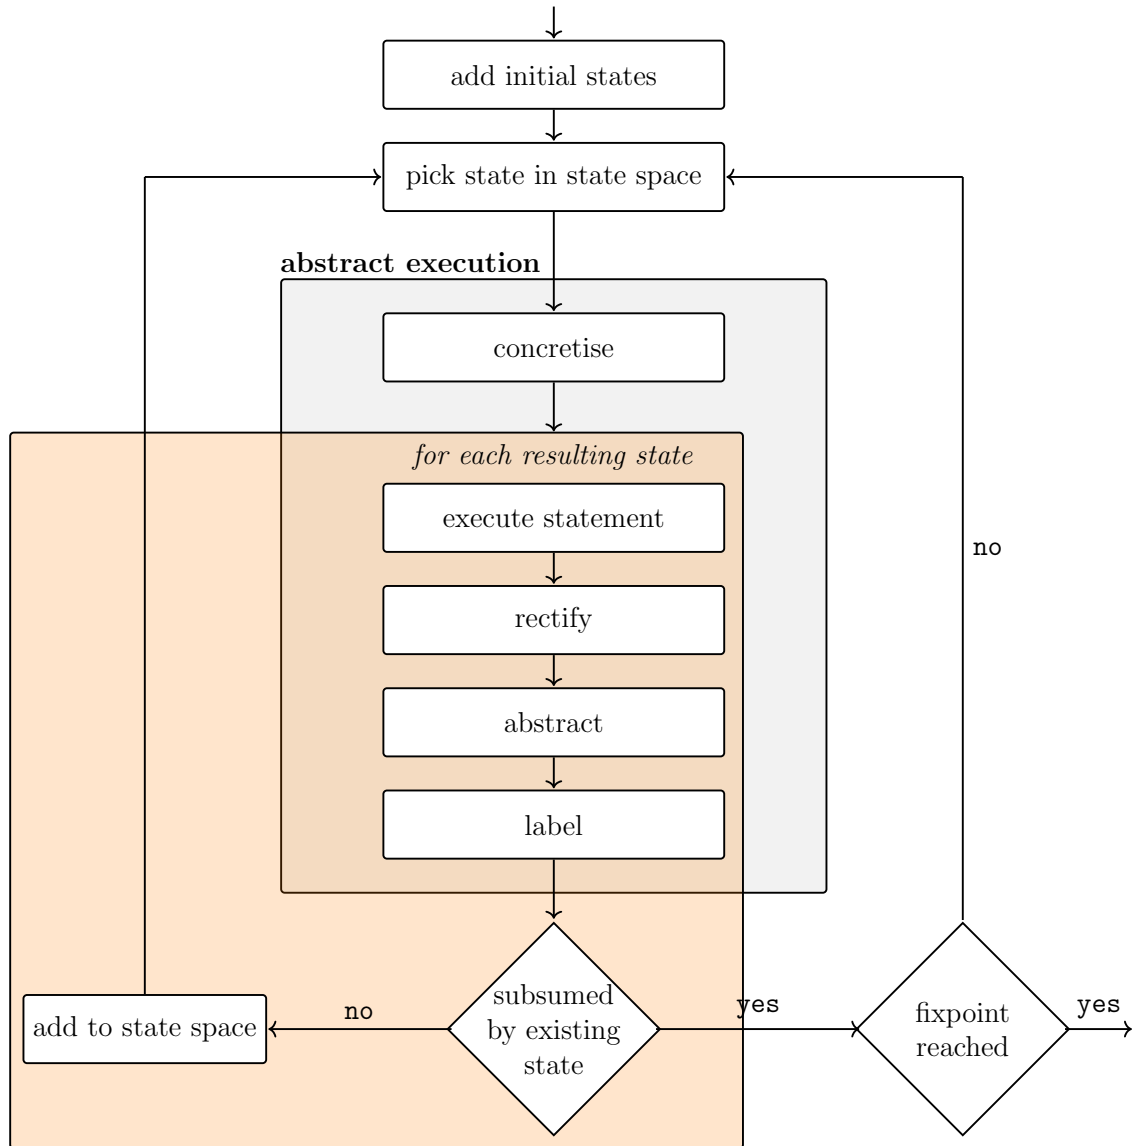 add initial states
pick state in state space
abstract execution
concretise
for each resulting state
execute statement
no
rectify
abstract
label
subsumed
by existing
state
no
add to state space
yes
fixpoint
reached
yes